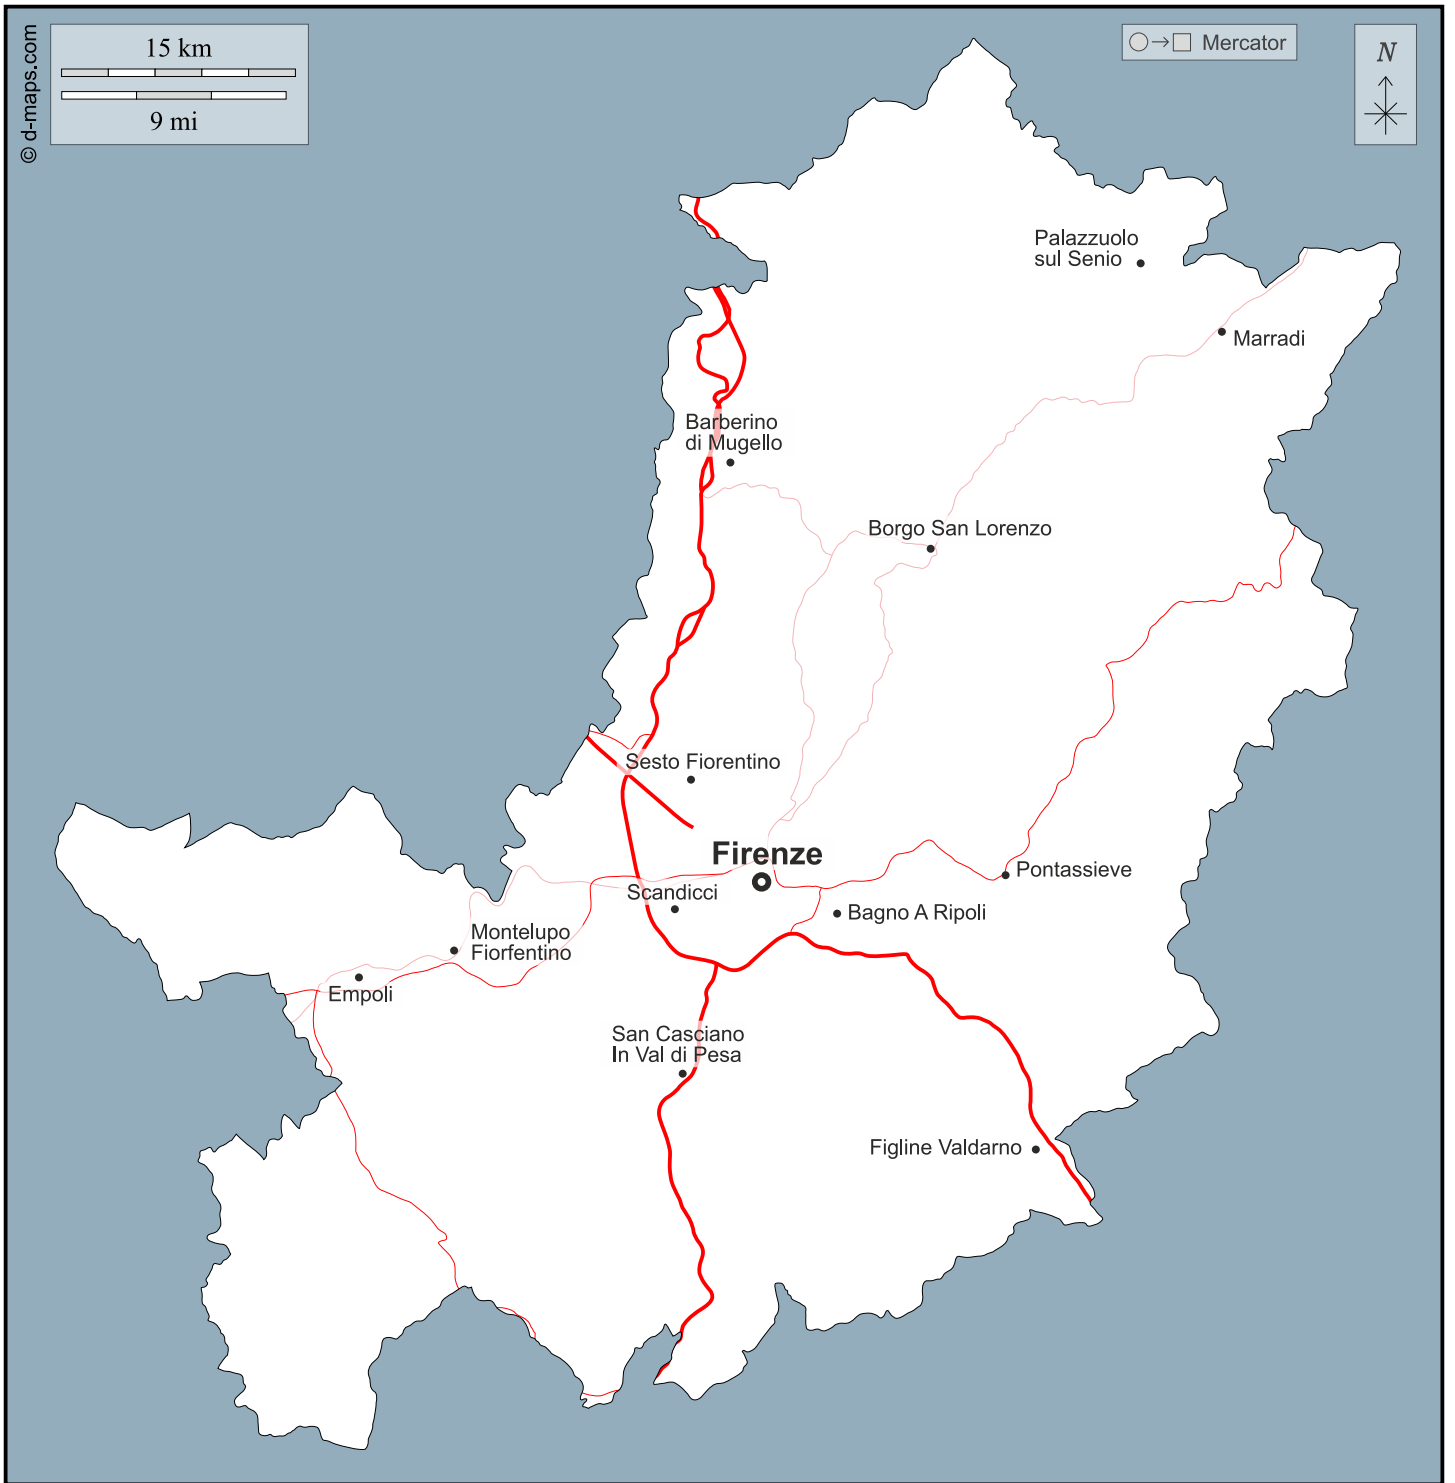 © d-maps.com
15 km
9 mi
Mercator
N
Palazzuolo
sul Senio
Marradi
Barberino
di Mugello
Borgo San Lorenzo
Sesto Fiorentino
Firenze
Pontassieve
Scandicci
Bagno A Ripoli
Montelupo
Fiorfentino
Empoli
San Casciano
In Val di Pesa
Figline Valdarno